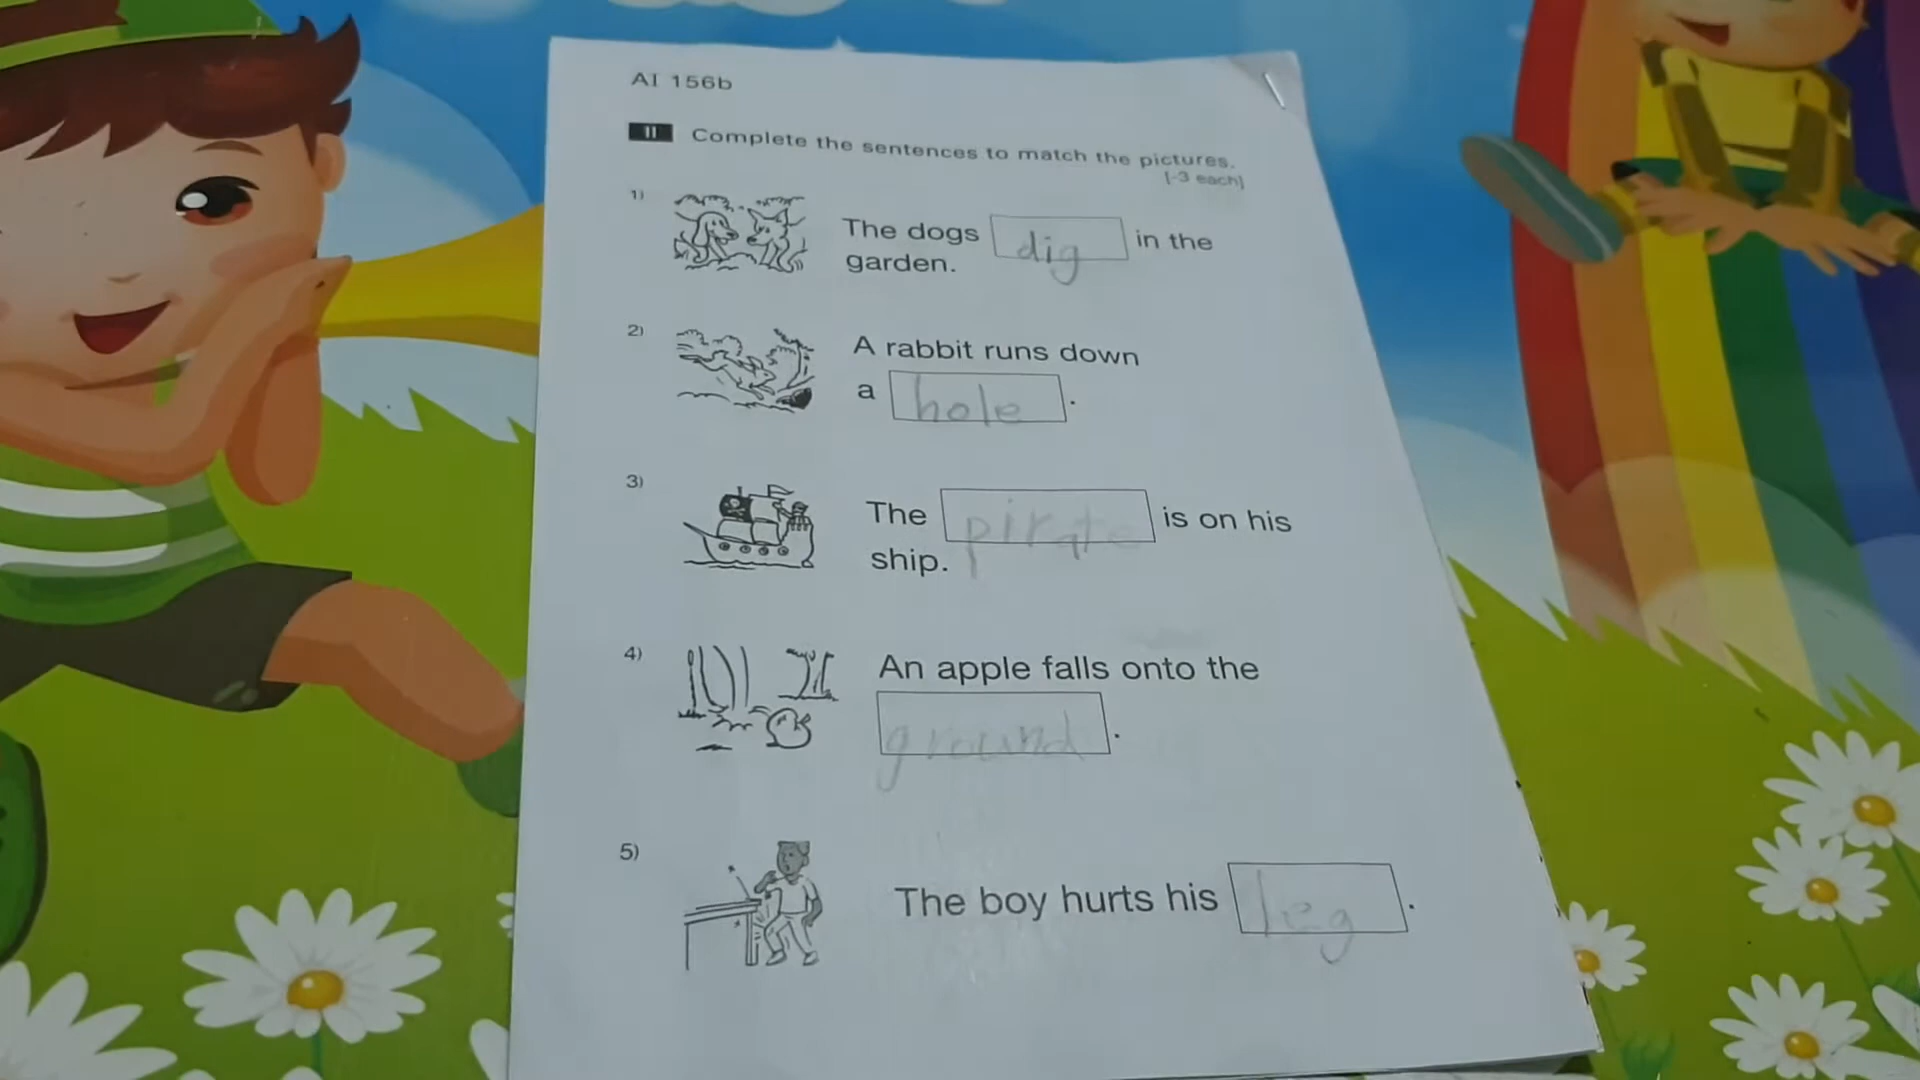 AI 156b
II Complete the sentences to match the pictures.
[-3 each]
1) The dogs dig in the
garden.
2) A rabbit runs down
a hole.
3) The pirate is on his
ship.
4) An apple falls onto the
ground.
5) The boy hurts his leg.